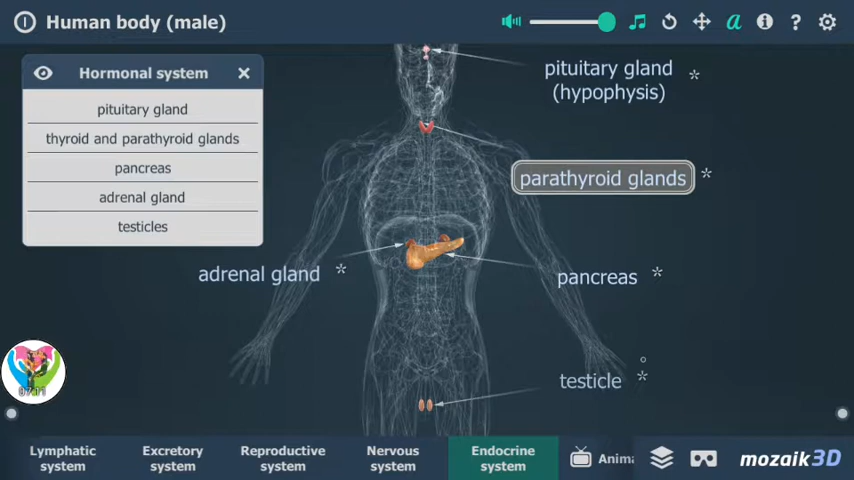 Human body (male)
Hormonal system
pituitary gland
thyroid and parathyroid glands
pancreas
adrenal gland
testicles
pituitary gland
(hypophysis)
parathyroid glands
adrenal gland
pancreas
testicle
Lymphatic
system
Excretory
system
Reproductive
system
Nervous
system
Endocrine
system
Anima
mozaik3D